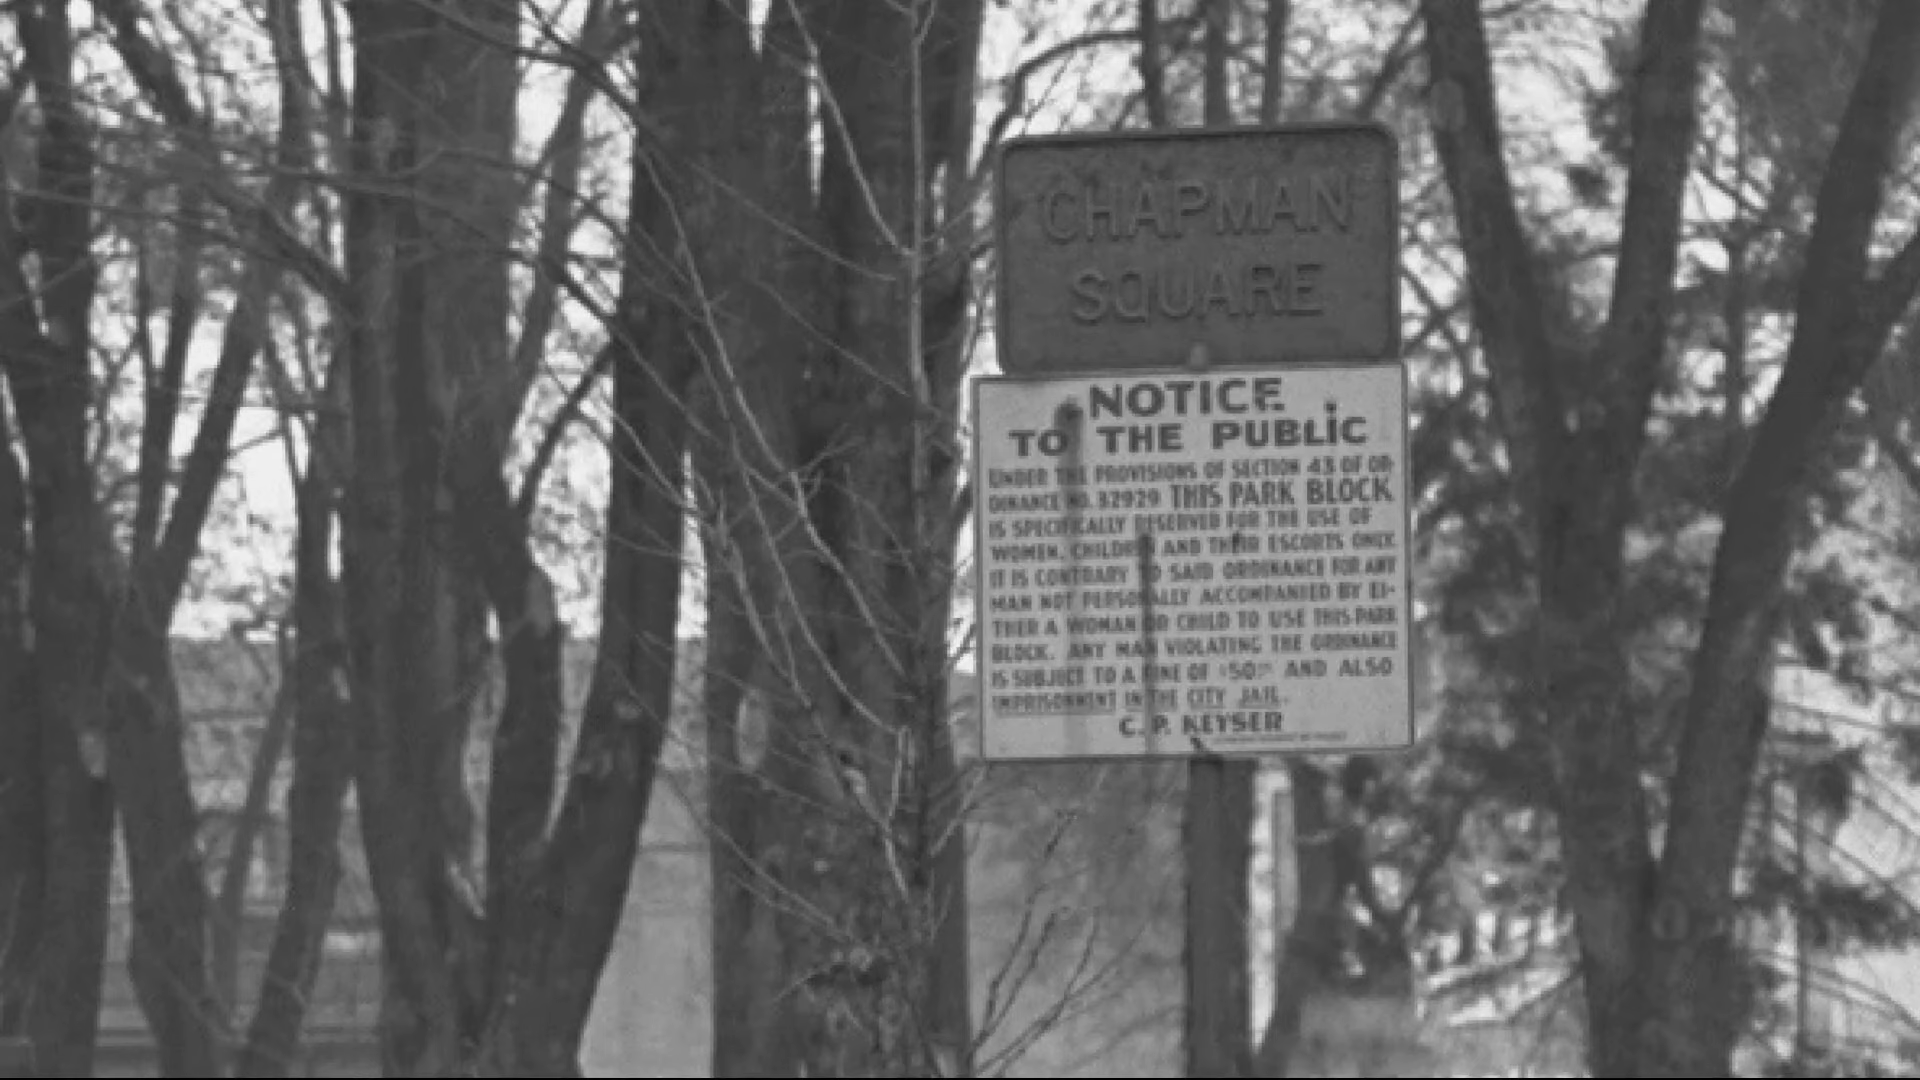 CHAPMAN
SQUARE
NOTICE
TO THE PUBLIC
UNDER THE PROVISIONS OF SECTION 43 OF OR-
DINANCE NO. 32929 THIS PARK BLOCK
IS SPECIFICALLY RESERVED FOR THE USE OF
WOMEN, CHILDREN AND THEIR ESCORTS ONLY.
IT IS CONTRARY TO SAID ORDINANCE FOR ANY
MAN NOT PERSONALLY ACCOMPANIED BY EI-
THER A WOMAN OR CHILD TO USE THIS PARK
BLOCK. ANY MAN VIOLATING THE ORDINANCE
IS SUBJECT TO A FINE OF $50.00 AND ALSO
IMPRISONMENT IN THE CITY JAIL.
C. P. KEYSER